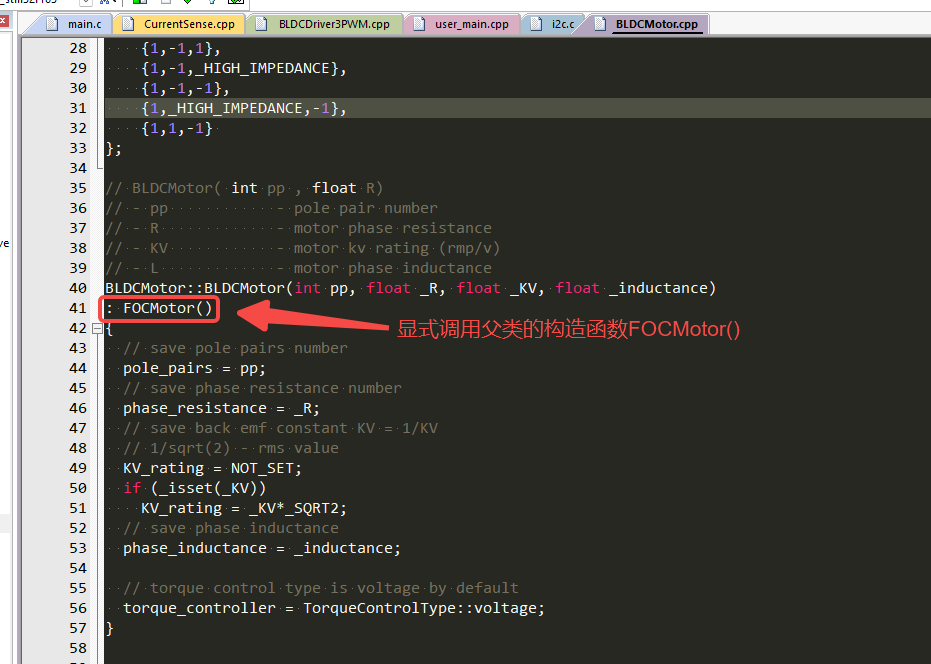 main.c CurrentSense.cpp BLDCDriver3PWM.cpp user_main.cpp i2c.c BLDCMotor.cpp
28 {1,-1,1},
29 {1,-1,_HIGH_IMPEDANCE},
30 {1,-1,-1},
31 {1,_HIGH_IMPEDANCE,-1},
32 {1,1,-1}
33 };
34
35 // BLDCMotor( int pp , float R)
36 // - pp - pole pair number
37 // - R - motor phase resistance
38 // - KV - motor kv rating (rmp/v)
39 // - L - motor phase inductance
40 BLDCMotor::BLDCMotor(int pp, float _R, float _KV, float _inductance)
41 : FOCMotor()
显式调用父类的构造函数FOCMotor()
42 {
43 // save pole pairs number
44 pole_pairs = pp;
45 // save phase resistance number
46 phase_resistance = _R;
47 // save back emf constant KV = 1/KV
48 // 1/sqrt(2) - rms value
49 KV_rating = NOT_SET;
50 if (_isset(_KV))
51 KV_rating = _KV*_SQRT2;
52 // save phase inductance
53 phase_inductance = _inductance;
54
55 // torque control type is voltage by default
56 torque_controller = TorqueControlType::voltage;
57 }
58